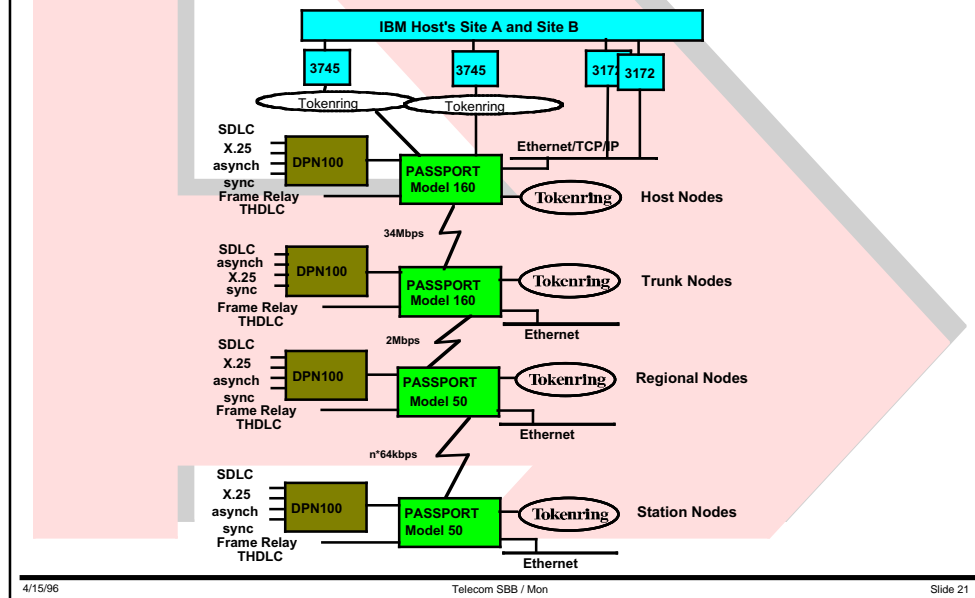 IBM Host's Site A and Site B
3745
3745
3172
3172
Tokenring
Tokenring
Ethernet/TCP/IP
SDLC
X.25
asynch
sync
Frame Relay
THDLC
DPN100
PASSPORT
Model 160
Tokenring
Host Nodes
34Mbps
SDLC
asynch
X.25
sync
Frame Relay
THDLC
DPN100
PASSPORT
Model 160
Tokenring
Trunk Nodes
Ethernet
2Mbps
SDLC
X.25
asynch
sync
Frame Relay
THDLC
DPN100
PASSPORT
Model 50
Tokenring
Regional Nodes
Ethernet
n*64kbps
SDLC
X.25
asynch
sync
Frame Relay
THDLC
DPN100
PASSPORT
Model 50
Tokenring
Station Nodes
Ethernet
4/15/96
Telecom SBB / Mon
Slide 21